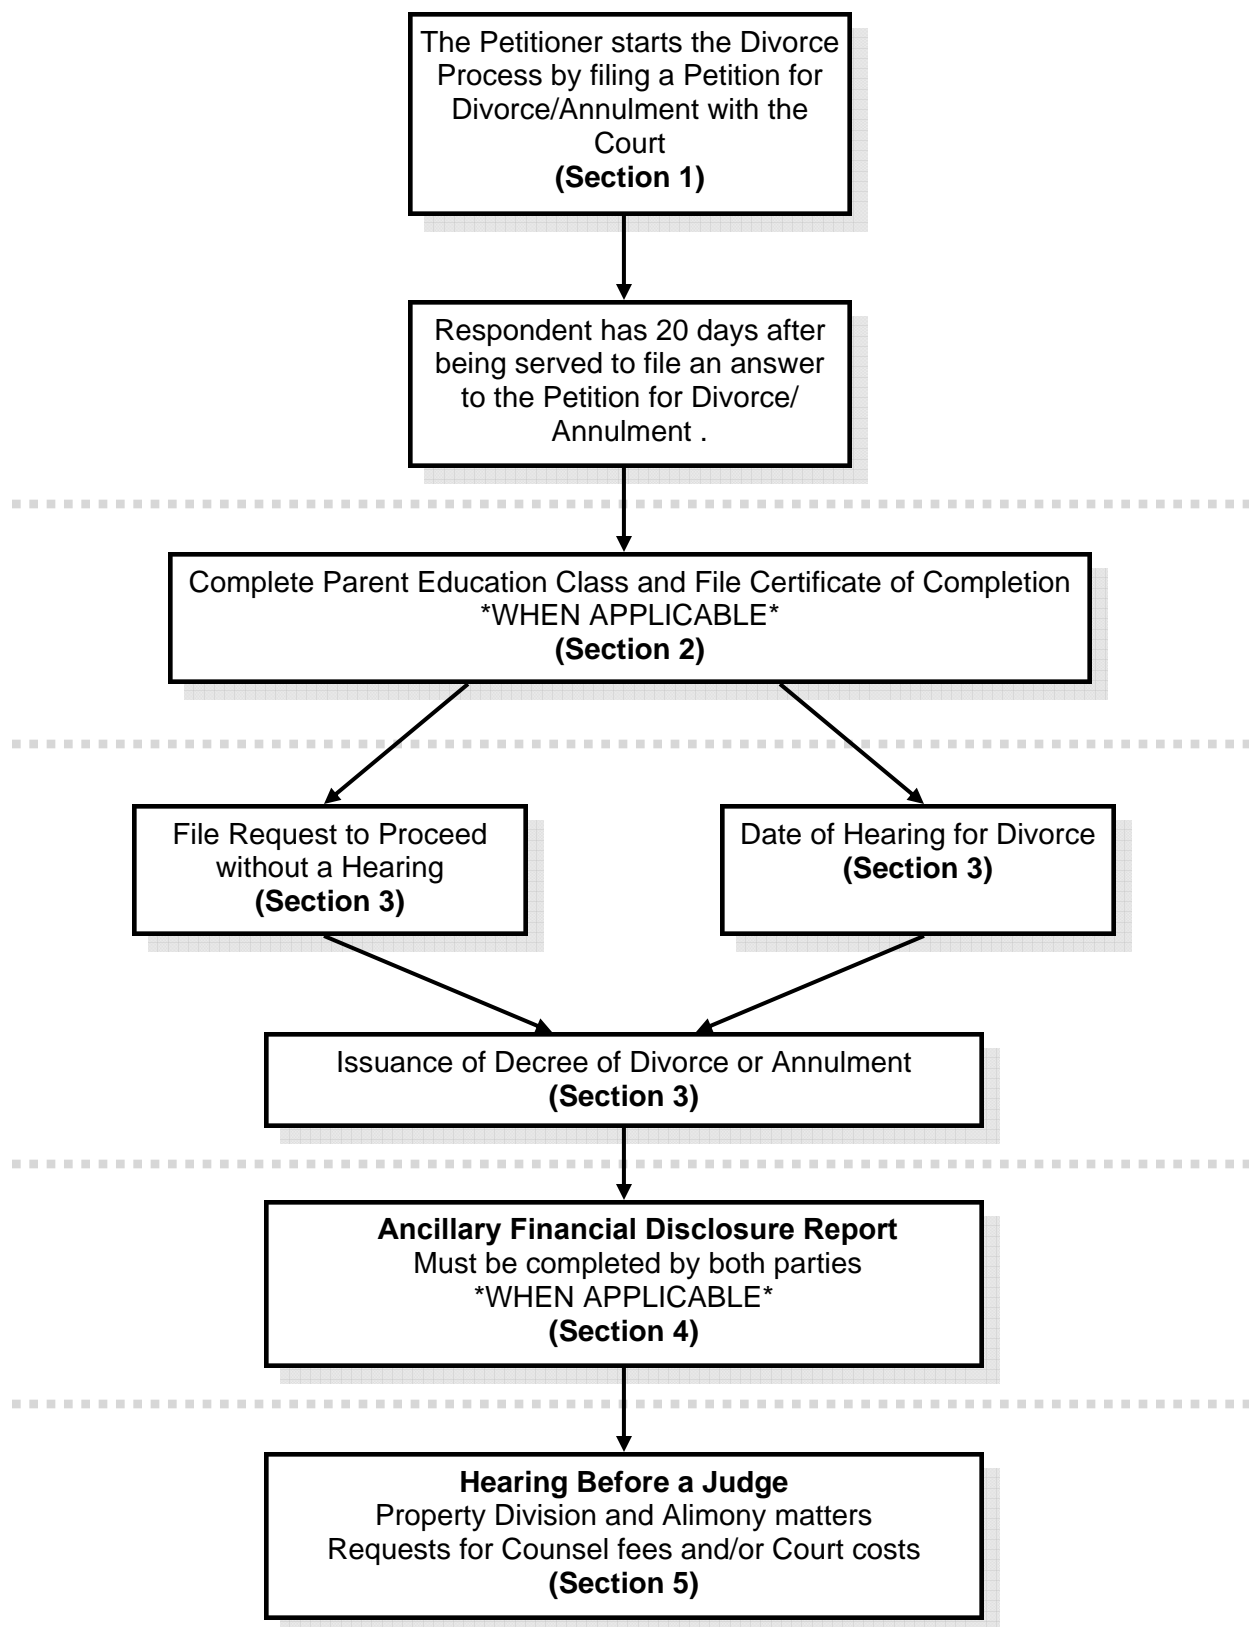 The Petitioner starts the Divorce
Process by filing a Petition for
Divorce/Annulment with the
Court
(Section 1)
Respondent has 20 days after
being served to file an answer
to the Petition for Divorce/
Annulment .
Complete Parent Education Class and File Certificate of Completion
*WHEN APPLICABLE*
(Section 2)
File Request to Proceed
without a Hearing
(Section 3)
Date of Hearing for Divorce
(Section 3)
Issuance of Decree of Divorce or Annulment
(Section 3)
Ancillary Financial Disclosure Report
Must be completed by both parties
*WHEN APPLICABLE*
(Section 4)
Hearing Before a Judge
Property Division and Alimony matters
Requests for Counsel fees and/or Court costs
(Section 5)